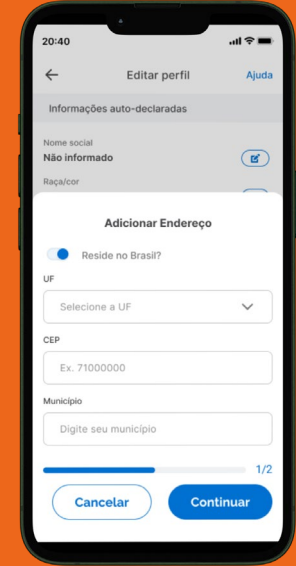 20:40
Editar perfil
Ajuda
Informações auto-declaradas
Nome social
Não informado
Raça/cor
Adicionar Endereço
Reside no Brasil?
UF
Selecione a UF
CEP
Ex. 71000000
Município
Digite seu município
1/2
Cancelar
Continuar